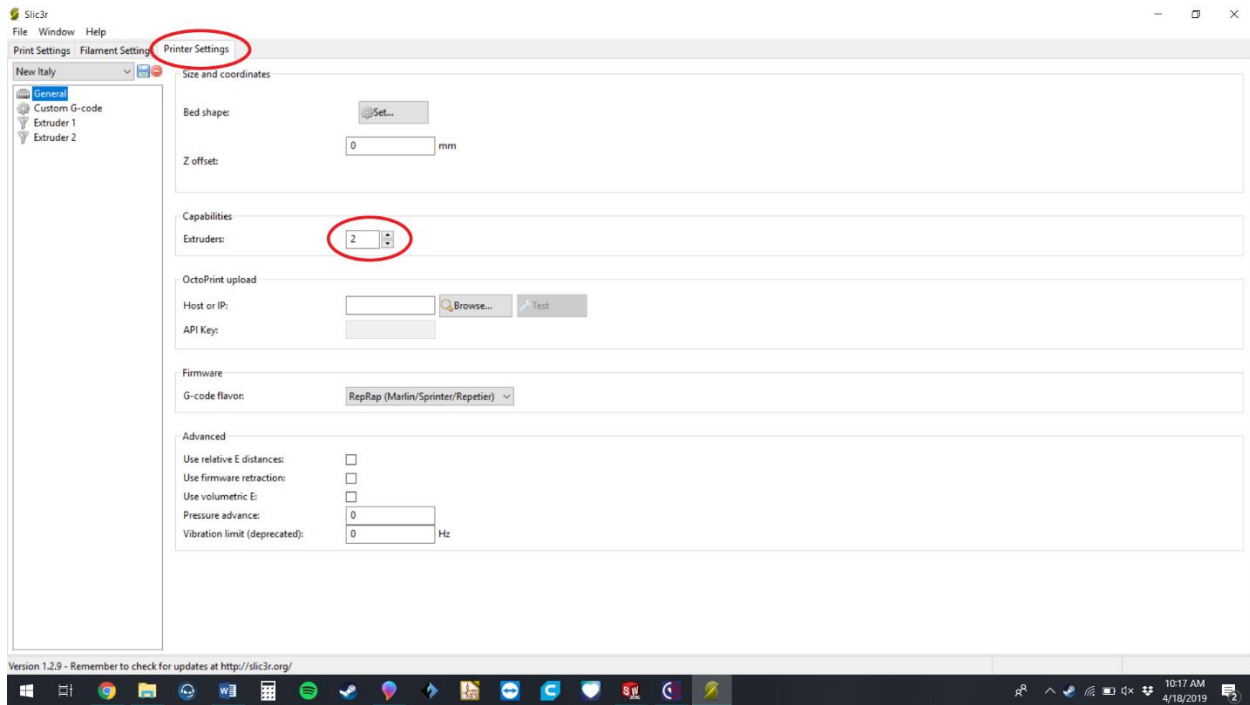 Slic3r
File Window Help
Print Settings Filament Setting Printer Settings
New Italy
General
Custom G-code
Extruder 1
Extruder 2
Size and coordinates
Bed shape: Set...
0 mm
Z offset:
Capabilities
Extruders: 2
OctoPrint upload
Host or IP: Browse... Test
API Key:
Firmware
G-code flavor: RepRap (Marlin/Sprinter/Repetier)
Advanced
Use relative E distances:
Use firmware retraction:
Use volumetric E:
Pressure advance: 0
Vibration limit (deprecated): 0 Hz
Version 1.2.9 - Remember to check for updates at http://slic3r.org/
10:17 AM
4/18/2019
2